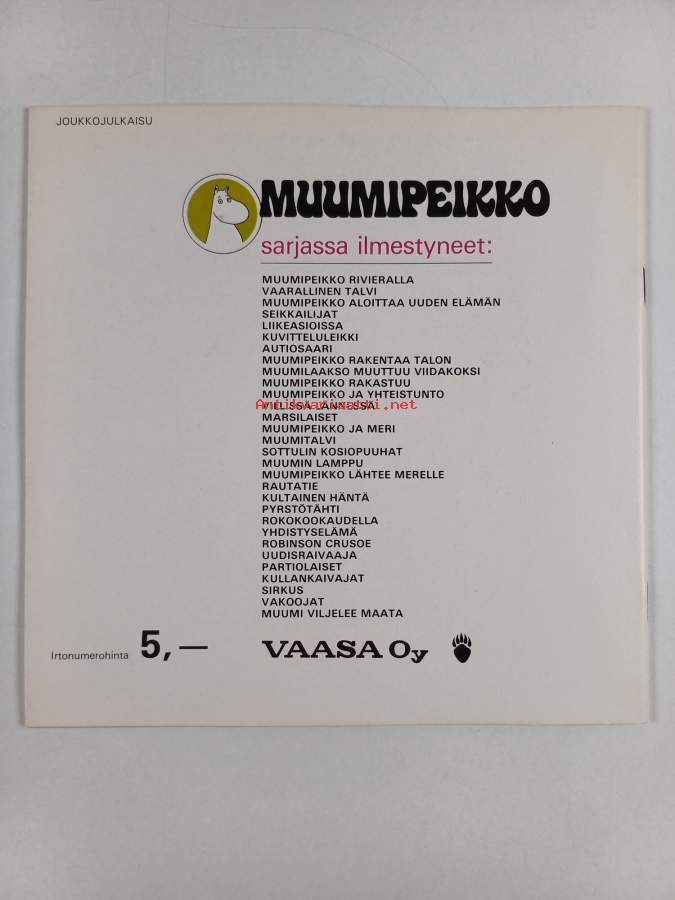 JOUKKOJULKAISU
MUUMIPEIKKO
sarjassa ilmestyneet:
MUUMIPEIKKO RIVIERALLA
VAARALLINEN TALVI
MUUMIPEIKKO ALOITTAA UUDEN ELÄMÄN
SEIKKAILIJAT
LIIKEASIOISSA
KUVITTELULEIKKI
AUTIOSAARI
MUUMIPEIKKO RAKENTAA TALON
MUUMILAAKSO MUUTTUU VIIDAKOKSI
MUUMIPEIKKO RAKASTUU
MUUMIPEIKKO JA YHTEISTUNTO
Antikvariaatti.net
MARSILAISET
MUUMIPEIKKO JA MERI
MUUMITALVI
SOTTULIN KOSIOPUUHAT
MUUMIN LAMPPU
MUUMIPEIKKO LÄHTEE MERELLE
RAUTATIE
KULTAINEN HÄNTÄ
PYRSTÖTÄHTI
ROKOKOOKAUDELLA
YHDISTYSELÄMÄ
ROBINSON CRUSOE
UUDISRAIVAAJA
PARTIOLAISET
KULLANKAIVAJAT
SIRKUS
VAKOOJAT
MUUMI VILJELEE MAATA
Irtonumerohinta 5,— VAASA Oy